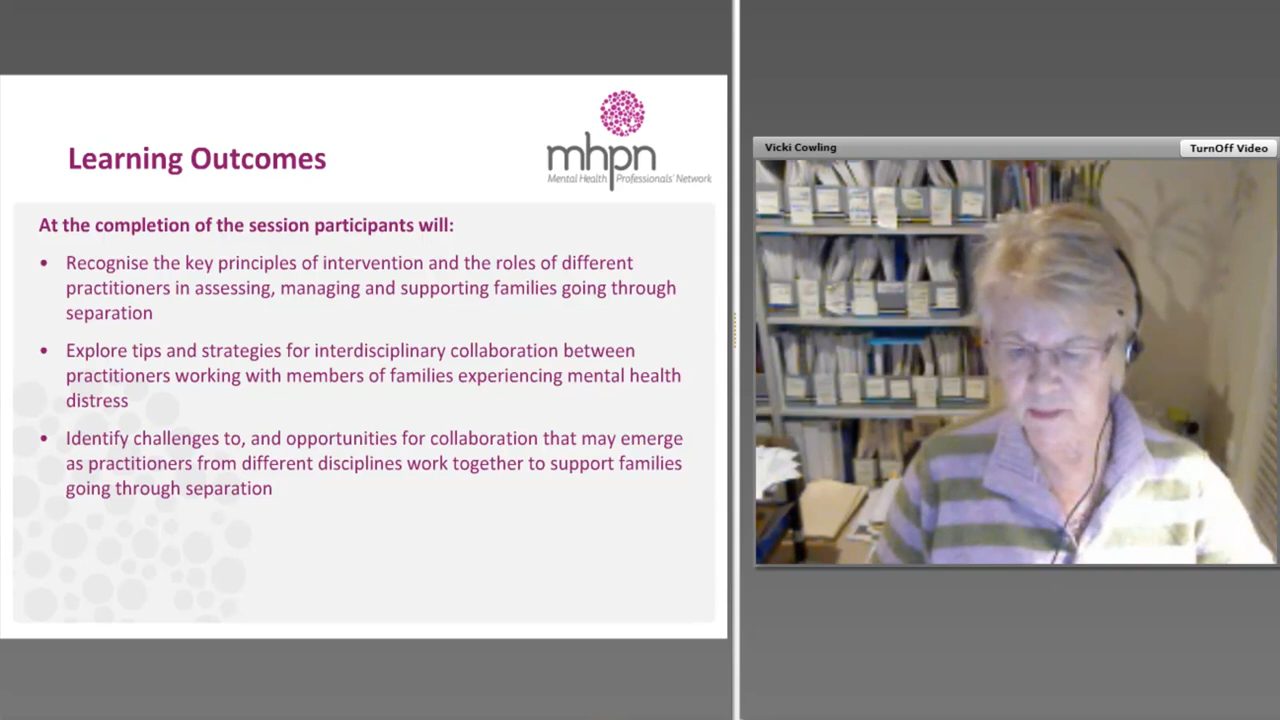 Learning Outcomes
mhpn
Mental Health Professionals' Network
At the completion of the session participants will:
• Recognise the key principles of intervention and the roles of different
practitioners in assessing, managing and supporting families going through
separation
• Explore tips and strategies for interdisciplinary collaboration between
practitioners working with members of families experiencing mental health
distress
• Identify challenges to, and opportunities for collaboration that may emerge
as practitioners from different disciplines work together to support families
going through separation
Vicki Cowling
TurnOff Video